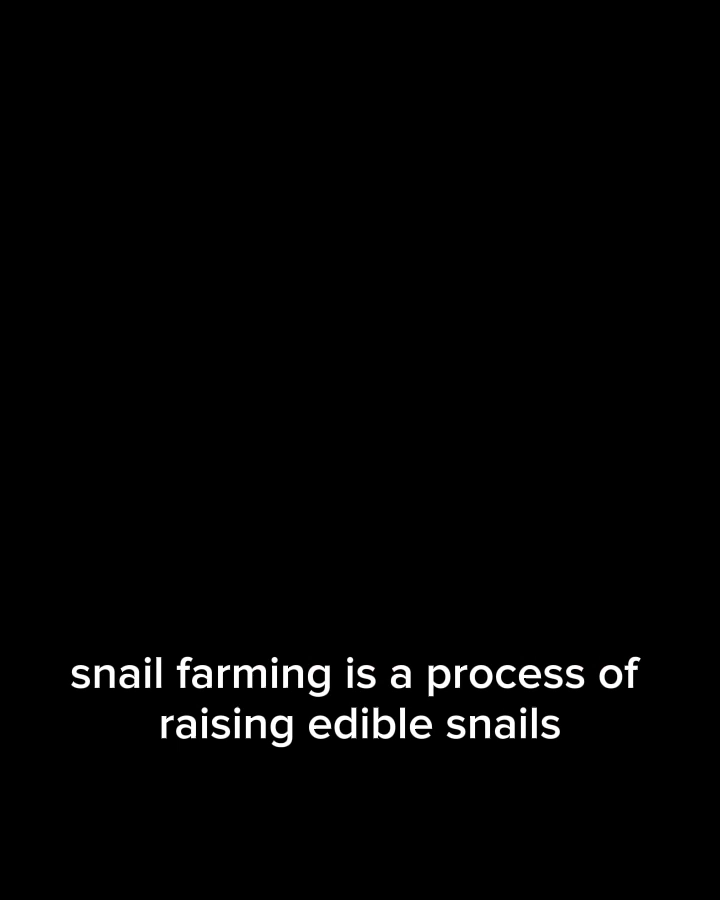 snail farming is a process of
raising edible snails